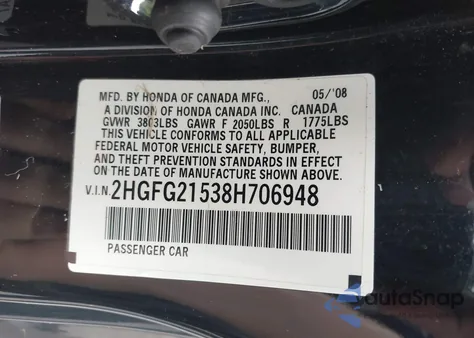 MFD. BY HONDA OF CANADA MFG., 05/'08
A DIVISION OF HONDA CANADA INC. CANADA
GVWR 3803LBS GAWR F 2050LBS R 1775LBS
THIS VEHICLE CONFORMS TO ALL APPLICABLE
FEDERAL MOTOR VEHICLE SAFETY, BUMPER,
AND THEFT PREVENTION STANDARDS IN EFFECT
ON THE DATE OF MANUFACTURE SHOWN ABOVE.
V.I.N. 2HGFG21538H706948
PASSENGER CAR
AutaSnap